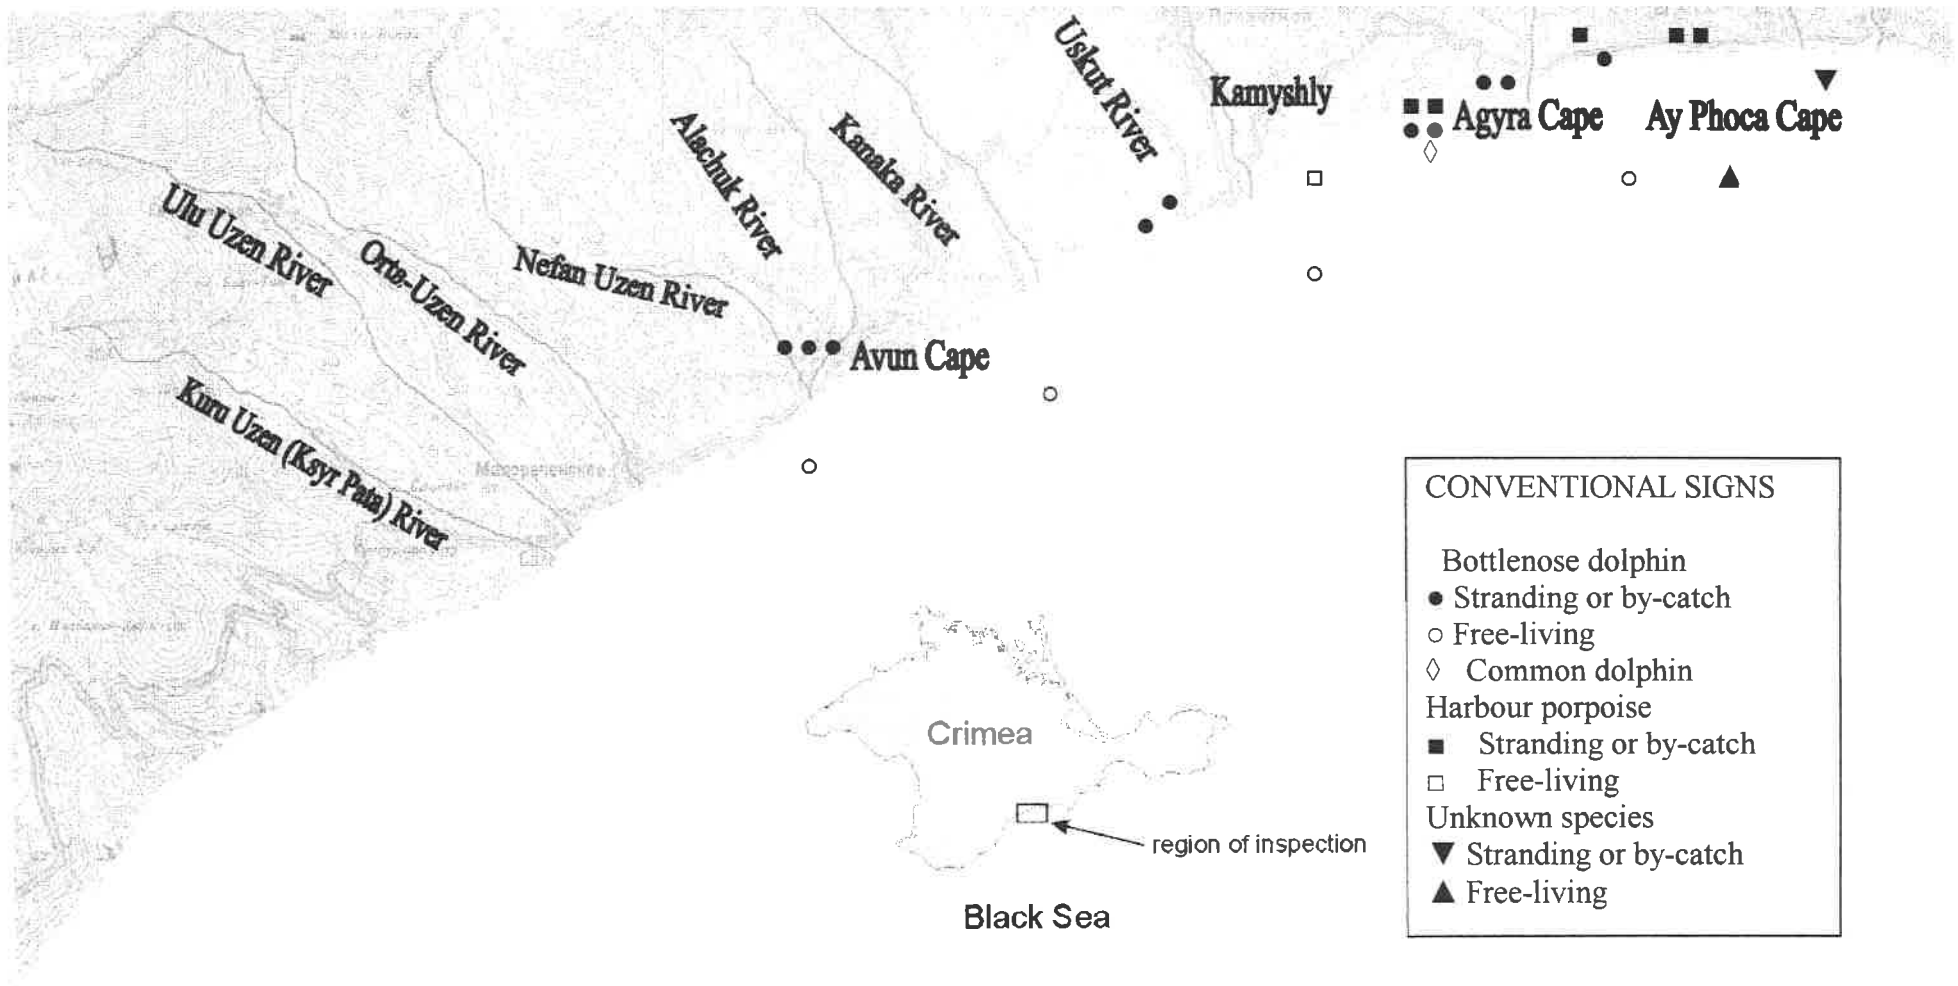 Uskut River
Kamyshly
Agyra Cape
Ay Phoca Cape
Alachuk River
Kanaka River
Ulu Uzen River
Orta-Uzen River
Nefan Uzen River
Avun Cape
Kuru Uzen (Ksyr Pata) River
CONVENTIONAL SIGNS
Bottlenose dolphin
Stranding or by-catch
Free-living
Common dolphin
Harbour porpoise
Stranding or by-catch
Free-living
Unknown species
Stranding or by-catch
Free-living
Crimea
region of inspection
Black Sea